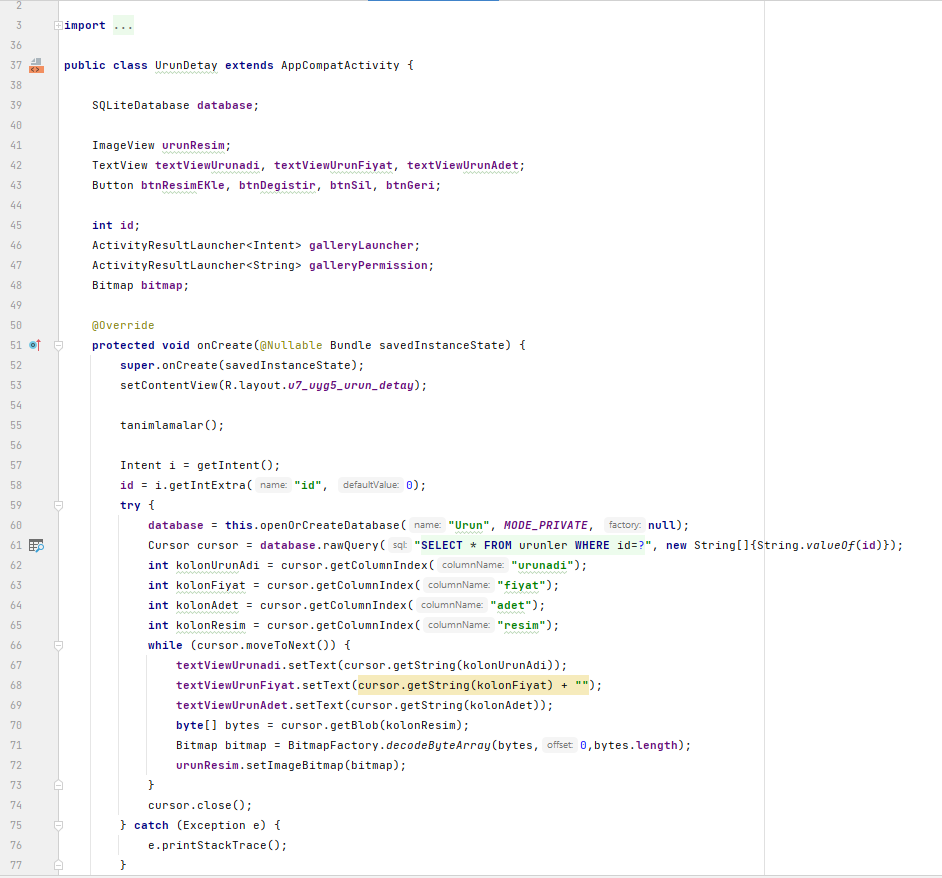 2
3 import ...
36
37 public class UrunDetay extends AppCompatActivity {
38
39 SQLiteDatabase database;
40
41 ImageView urunResim;
42 TextView textViewUrunadi, textViewUrunFiyat, textViewUrunAdet;
43 Button btnResimEKle, btnDegistir, btnSil, btnGeri;
44
45 int id;
46 ActivityResultLauncher<Intent> galleryLauncher;
47 ActivityResultLauncher<String> galleryPermission;
48 Bitmap bitmap;
49
50 @Override
51 protected void onCreate(@Nullable Bundle savedInstanceState) {
52 super.onCreate(savedInstanceState);
53 setContentView(R.layout.u7_uyg5_urun_detay);
54
55 tanimlamalar();
56
57 Intent i = getIntent();
58 id = i.getIntExtra( name: "id", defaultValue: 0);
59 try {
60 database = this.openOrCreateDatabase( name: "Urun", MODE_PRIVATE, factory: null);
61 Cursor cursor = database.rawQuery( sql: "SELECT * FROM urunler WHERE id=?", new String[]{String.valueOf(id)});
62 int kolonUrunAdi = cursor.getColumnIndex( columnName: "urunadi");
63 int kolonFiyat = cursor.getColumnIndex( columnName: "fiyat");
64 int kolonAdet = cursor.getColumnIndex( columnName: "adet");
65 int kolonResim = cursor.getColumnIndex( columnName: "resim");
66 while (cursor.moveToNext()) {
67 textViewUrunadi.setText(cursor.getString(kolonUrunAdi));
68 textViewUrunFiyat.setText(cursor.getString(kolonFiyat) + "");
69 textViewUrunAdet.setText(cursor.getString(kolonAdet));
70 byte[] bytes = cursor.getBlob(kolonResim);
71 Bitmap bitmap = BitmapFactory.decodeByteArray(bytes, offset: 0,bytes.length);
72 urunResim.setImageBitmap(bitmap);
73 }
74 cursor.close();
75 } catch (Exception e) {
76 e.printStackTrace();
77 }